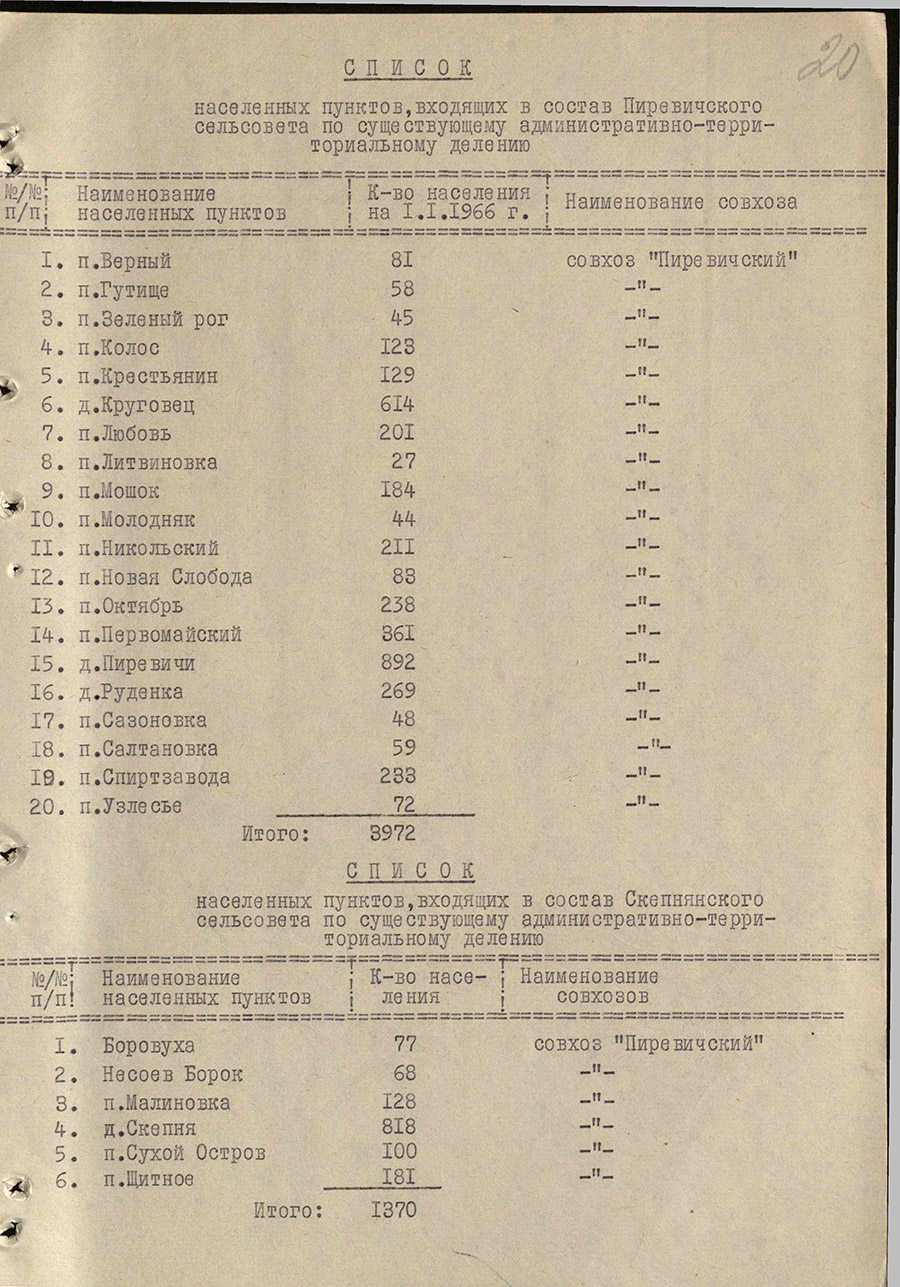 20
СПИСОК
населенных пунктов,входящих в состав Пиревичского
сельсовета по существующему административно-терри-
ториальному делению
№/№ Наименование К-во населения Наименование совхоза
п/п населенных пунктов на I.I.1966 г.
I. п.Верный 8I совхоз "Пиревичский"
2. п.Гутище 58 -"-
3. п.Зеленый рог 45 -"-
4. п.Колос I23 -"-
5. п.Крестьянин I29 -"-
6. д.Круговец 6I4 -"-
7. п.Любовь 20I -"-
8. п.Литвиновка 27 -"-
9. п.Мошок I84 -"-
I0. п.Молодняк 44 -"-
II. п.Никольский 2II -"-
I2. п.Новая Слобода 83 -"-
I3. п.Октябрь 238 -"-
I4. п.Первомайский 36I -"-
I5. д.Пиревичи 892 -"-
I6. д.Руденка 269 -"-
I7. п.Сазоновка 48 -"-
I8. п.Салтановка 59 -"-
I9. п.Спиртзавода 233 -"-
20. п.Узлесье 72 -"-
Итого: 3972
СПИСОК
населенных пунктов,входящих в состав Скепнянского
сельсовета по существующему административно-терри-
ториальному делению
№/№ Наименование К-во насе- Наименование
п/п населенных пунктов ления совхозов
I. Боровуха 77 совхоз "Пиревичский"
2. Несоев Борок 68 -"-
3. п.Малиновка I28 -"-
4. д.Скепня 8I8 -"-
5. п.Сухой Остров I00 -"-
6. п.Щитное I8I -"-
Итого: I370